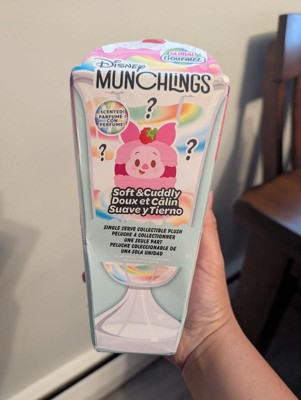 GLOBAL
Gourmet
Disney
MUNCHLINGS
SCENTED!
PARFUMÉ!
CON
PERFUME!
?
?
?
Soft & Cuddly
Doux et Câlin
Suave y Tierno
SINGLE SERVE COLLECTIBLE PLUSH
PELUCHE À COLLECTIONNER
UNE SEULE PART
PELUCHE COLECCIONABLE DE
UNA SOLA UNIDAD